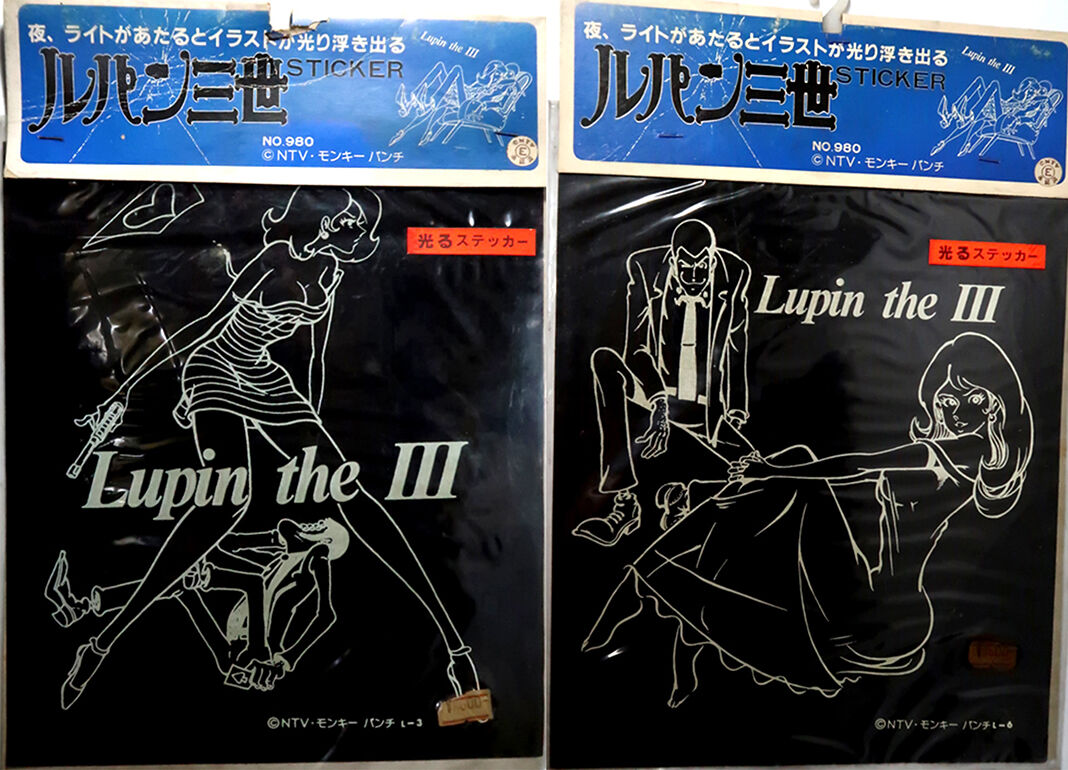 夜、ライトがあたるとイラストが光り浮き出る
Lupin the III
ルパン三世
STICKER
NO.980
©NTV・モンキー パンチ
光るステッカー
Lupin the III
©NTV・モンキー パンチ L-3
夜、ライトがあたるとイラストが光り浮き出る
Lupin the III
ルパン三世
STICKER
NO.980
©NTV・モンキー パンチ
光るステッカー
Lupin the III
©NTV・モンキー パンチ L-6